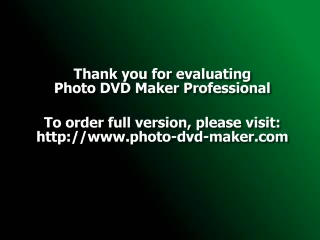 Thank you for evaluating
Photo DVD Maker Professional
To order full version, please visit:
http://www.photo-dvd-maker.com